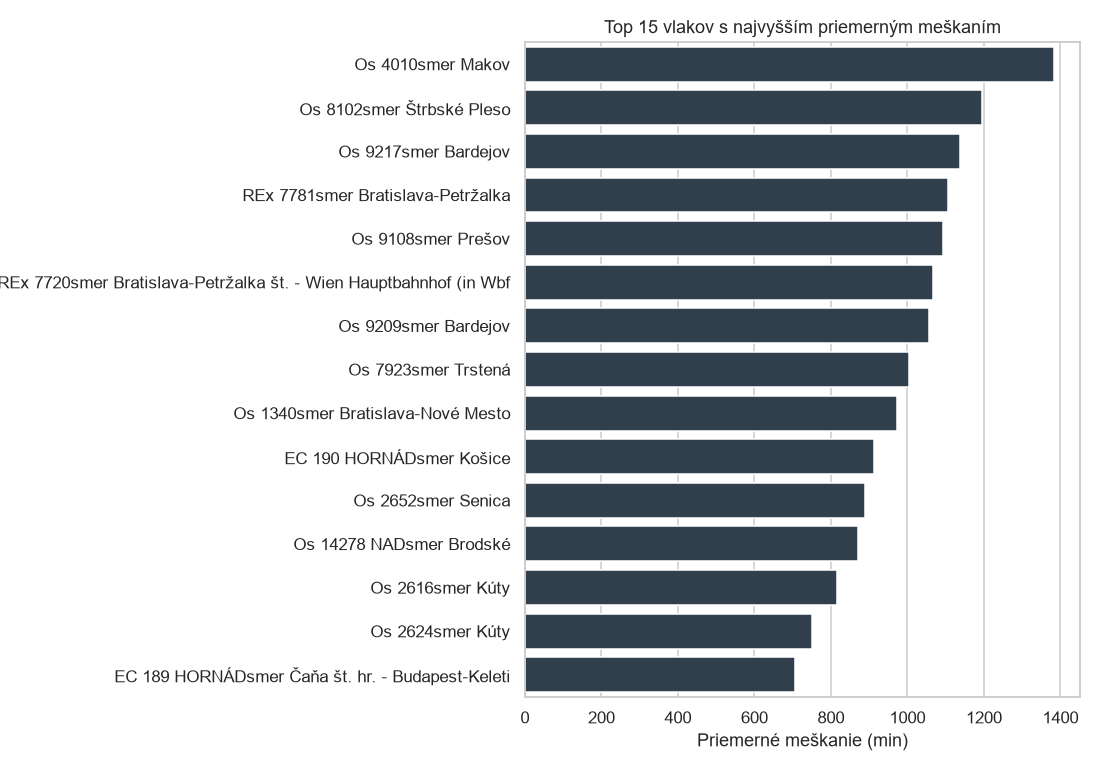 Top 15 vlakov s najvyšším priemerným meškaním
Os 4010smer Makov
Os 8102smer Štrbské Pleso
Os 9217smer Bardejov
REx 7781smer Bratislava-Petržalka
Os 9108smer Prešov
REx 7720smer Bratislava-Petržalka št. - Wien Hauptbahnhof (in Wbf
Os 9209smer Bardejov
Os 7923smer Trstená
Os 1340smer Bratislava-Nové Mesto
EC 190 HORNÁDsmer Košice
Os 2652smer Senica
Os 14278 NADsmer Brodské
Os 2616smer Kúty
Os 2624smer Kúty
EC 189 HORNÁDsmer Čaňa št. hr. - Budapest-Keleti
0 200 400 600 800 1000 1200 1400
Priemerné meškanie (min)